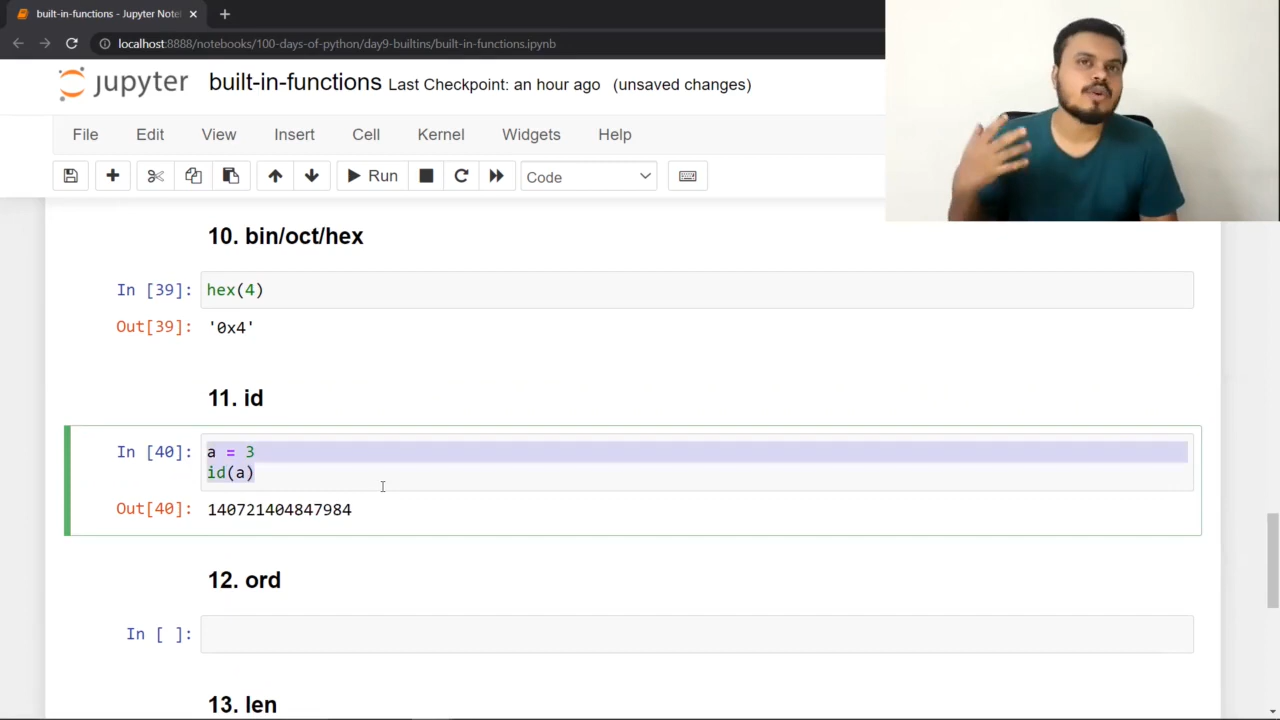 built-in-functions - Jupyter Notel
localhost:8888/notebooks/100-days-of-python/day9-builtins/built-in-functions.ipynb
jupyter built-in-functions Last Checkpoint: an hour ago (unsaved changes)
File Edit View Insert Cell Kernel Widgets Help
Run Code
10. bin/oct/hex
In [39]: hex(4)
Out[39]: '0x4'
11. id
In [40]: a = 3
id(a)
Out[40]: 140721404847984
12. ord
In [ ]:
13. len